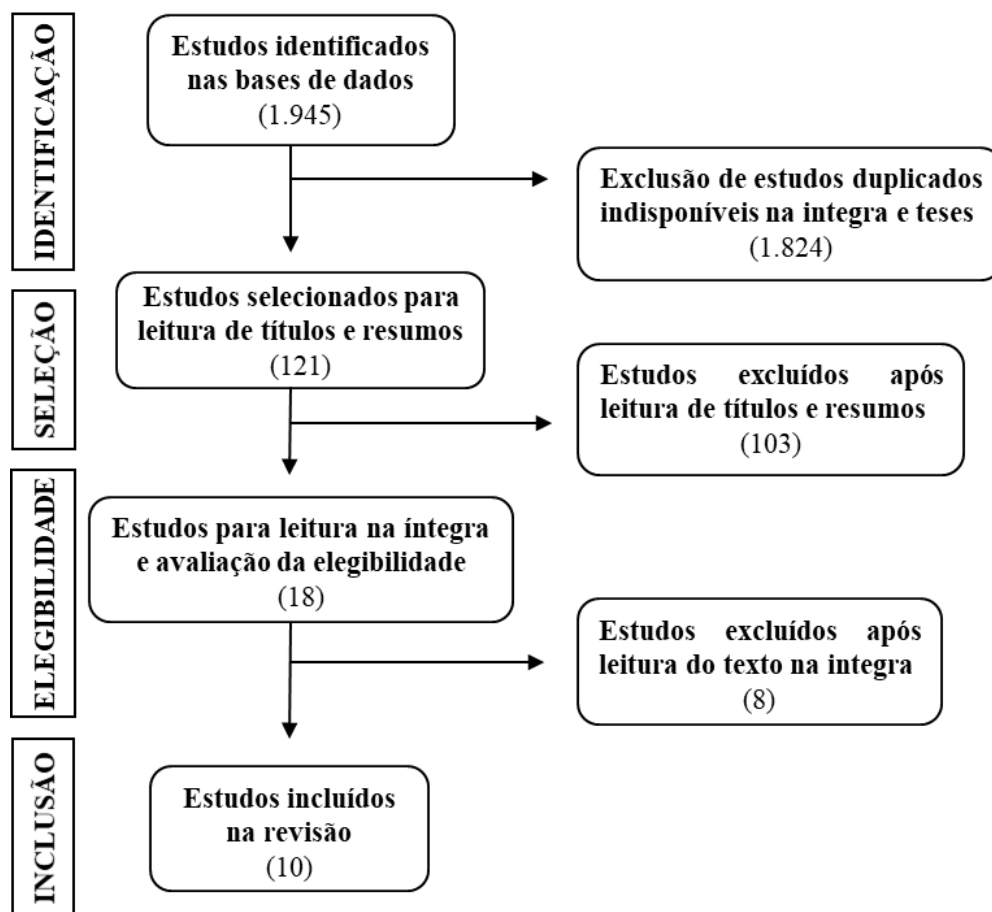 IDENTIFICAÇÃO
Estudos identificados
nas bases de dados
(1.945)
Exclusão de estudos duplicados
indisponíveis na integra e teses
(1.824)
SELEÇÃO
Estudos selecionados para
leitura de títulos e resumos
(121)
Estudos excluídos após
leitura de títulos e resumos
(103)
ELEGIBILIDADE
Estudos para leitura na íntegra
e avaliação da elegibilidade
(18)
Estudos excluídos após
leitura do texto na integra
(8)
INCLUSÃO
Estudos incluídos
na revisão
(10)